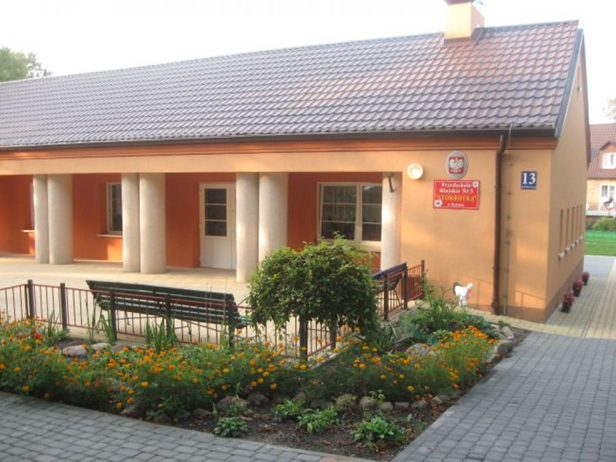 Przedszkole
Miejskie Nr 5
"STOKROTKA"
13